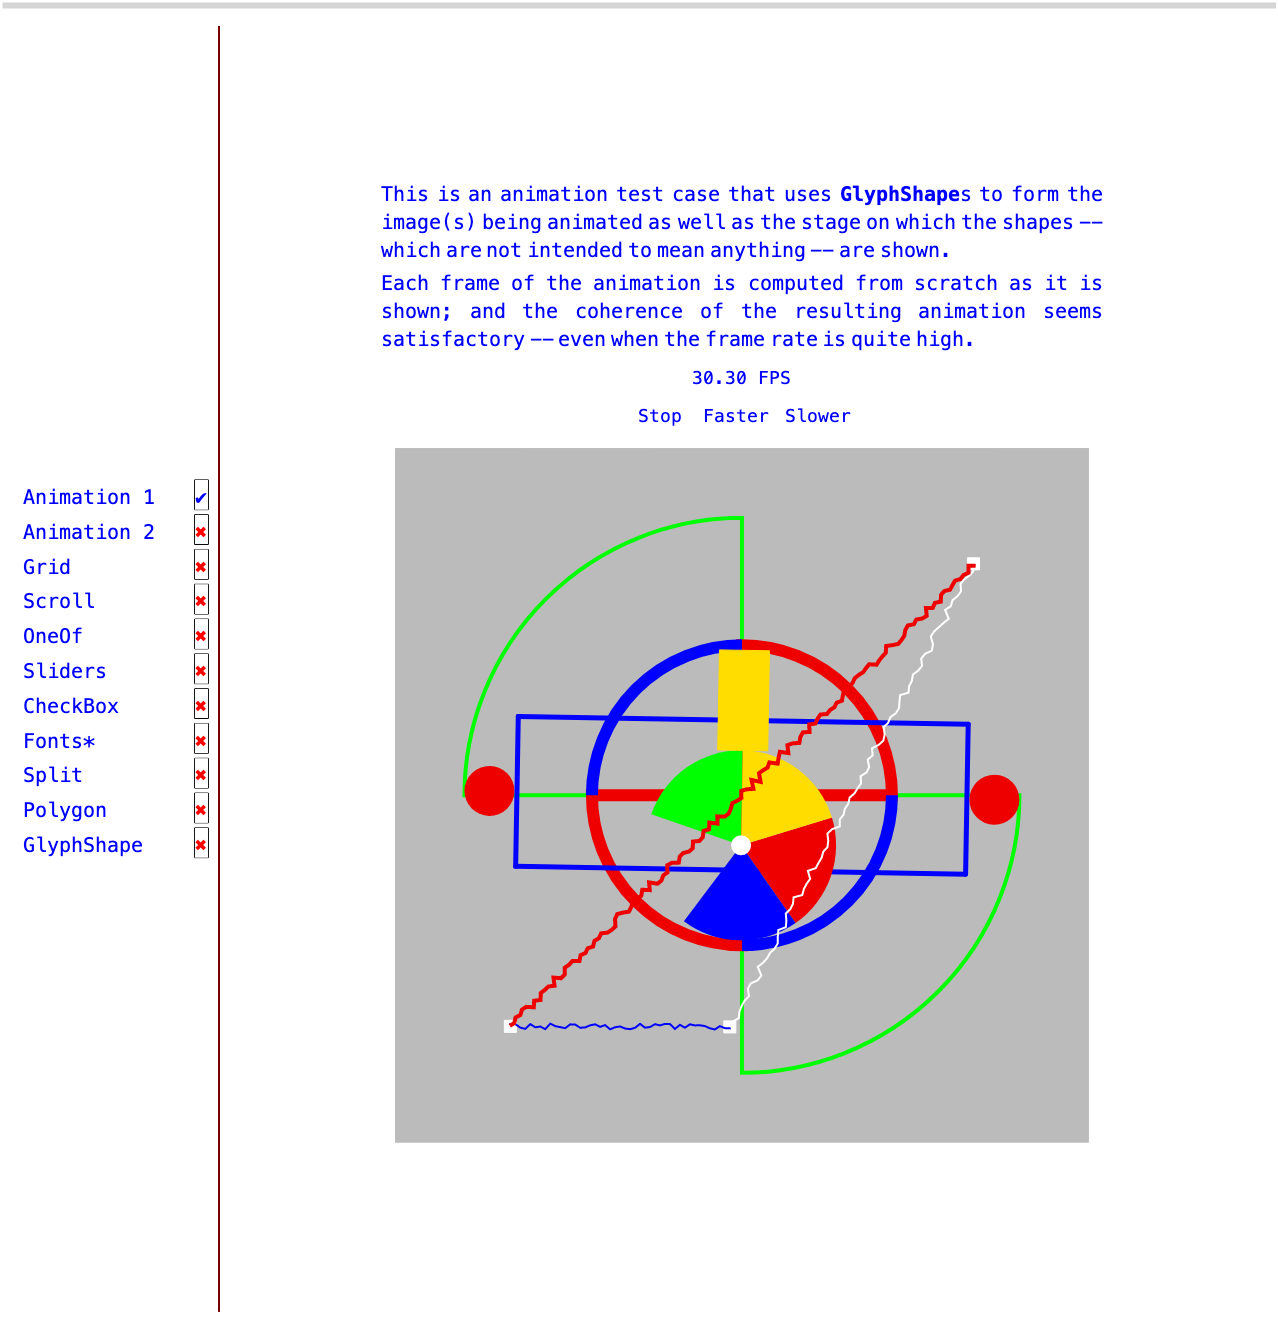 This is an animation test case that uses GlyphShapes to form the
image(s) being animated as well as the stage on which the shapes --
which are not intended to mean anything -- are shown.
Each frame of the animation is computed from scratch as it is
shown; and the coherence of the resulting animation seems
satisfactory -- even when the frame rate is quite high.
30.30 FPS
Stop Faster Slower
Animation 1 ✔
Animation 2 ✖
Grid ✖
Scroll ✖
OneOf ✖
Sliders ✖
CheckBox ✖
Fonts* ✖
Split ✖
Polygon ✖
GlyphShape ✖